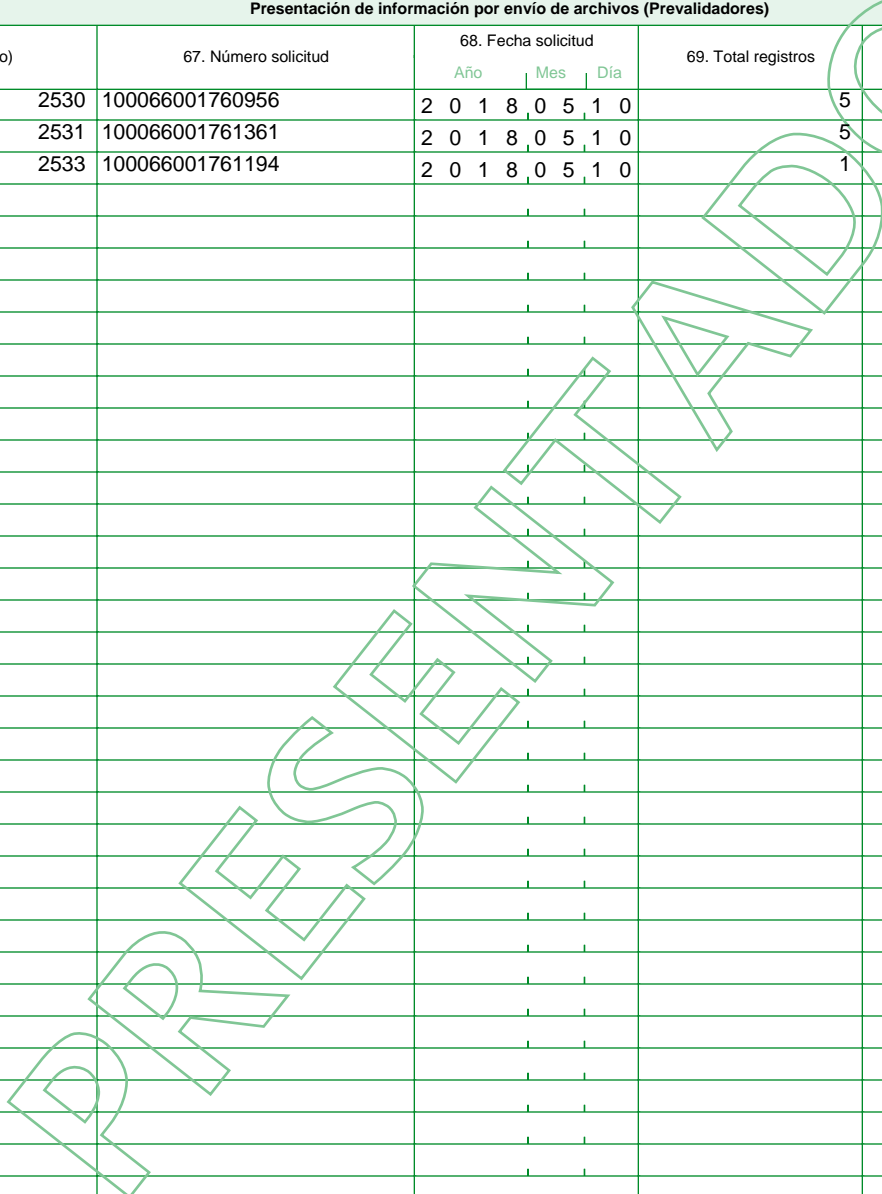 Presentación de información por envío de archivos (Prevalidadores)
o) 67. Número solicitud 68. Fecha solicitud 69. Total registros
Año Mes Día
2530 100066001760956 2 0 1 8 0 5 1 0 5
2531 100066001761361 2 0 1 8 0 5 1 0 5
2533 100066001761194 2 0 1 8 0 5 1 0 1
PRESENTADO